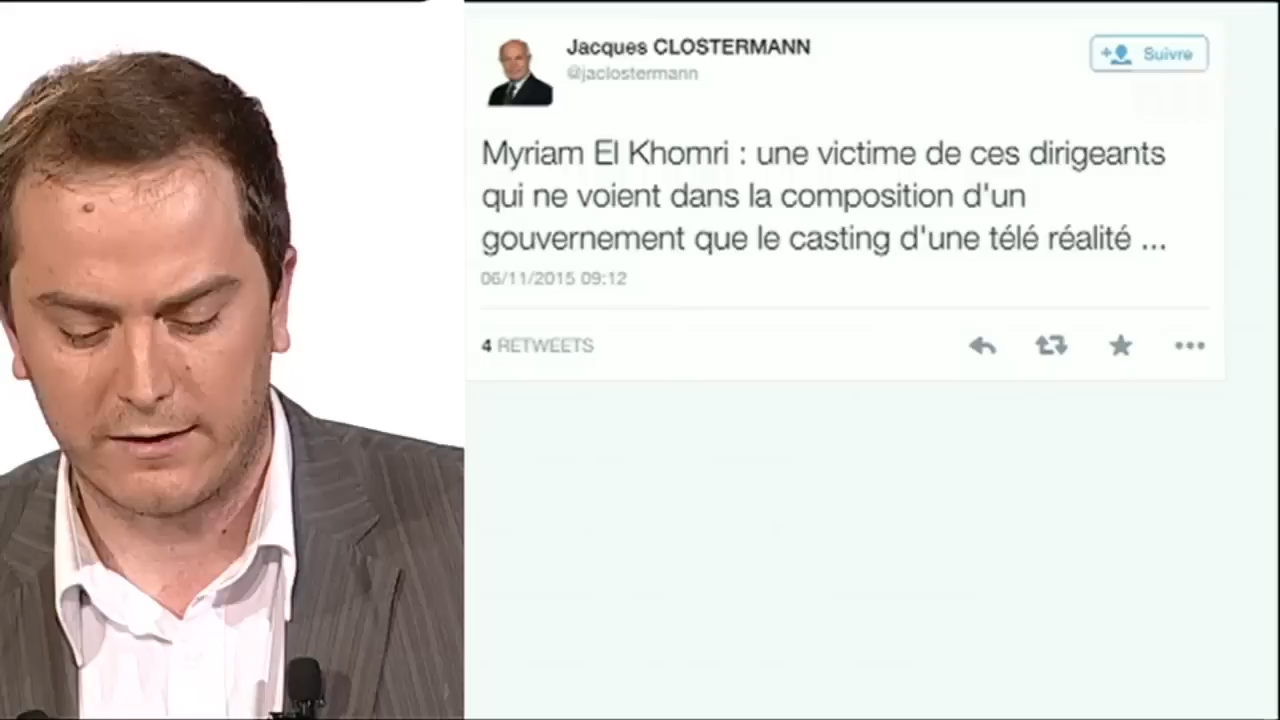 Jacques CLOSTERMANN
@jaclostermann
Suivre
Myriam El Khomri : une victime de ces dirigeants
qui ne voient dans la composition d'un
gouvernement que le casting d'une télé réalité ...
06/11/2015 09:12
4 RETWEETS